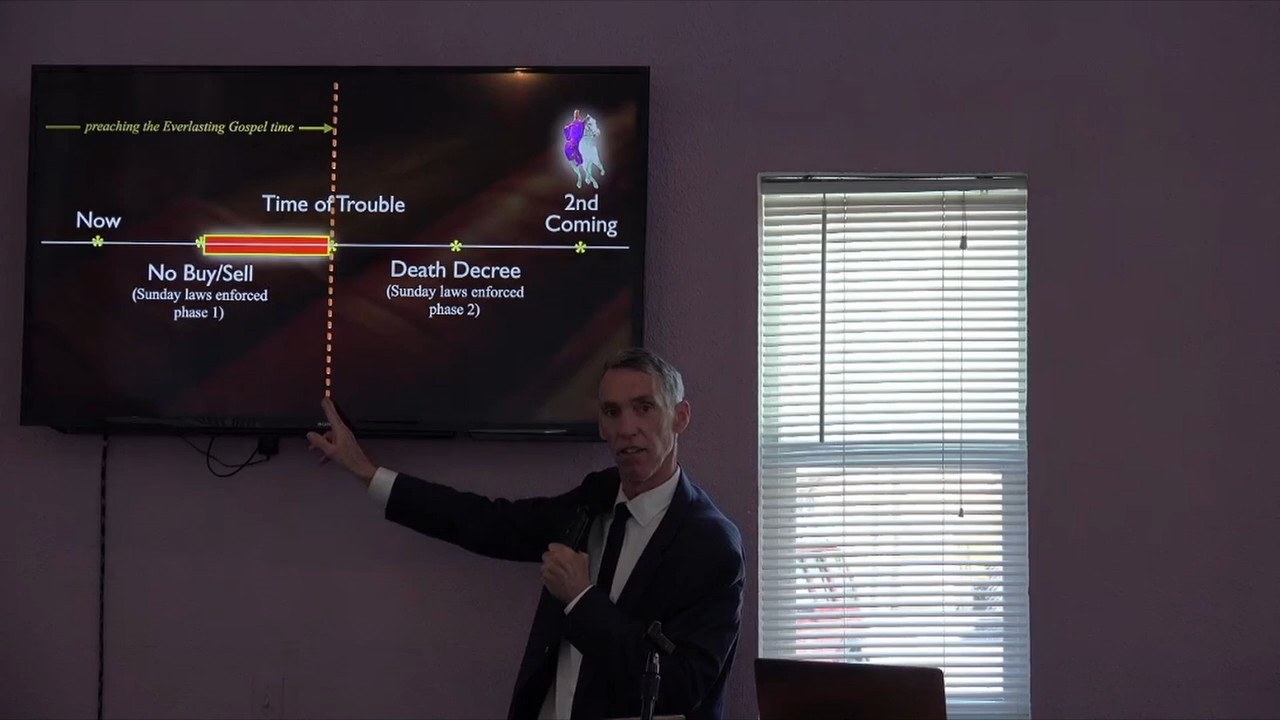 preaching the Everlasting Gospel time
Time of Trouble
2nd
Coming
Now
No Buy/Sell
(Sunday laws enforced
phase 1)
Death Decree
(Sunday laws enforced
phase 2)